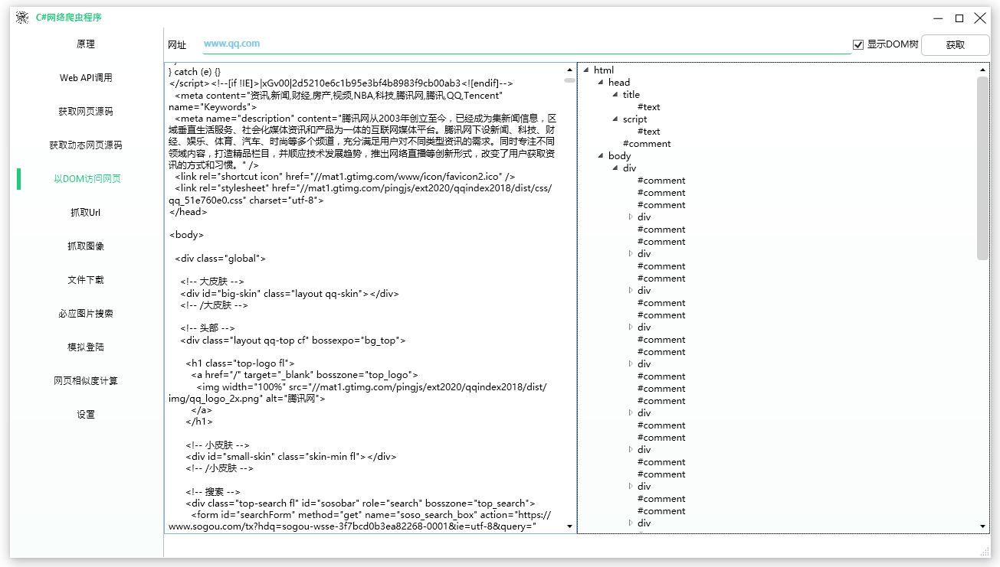 C#网络爬虫程序
原理
Web API调用
获取网页源码
获取动态网页源码
以DOM访问网页
抓取Url
抓取图像
文件下载
必应图片搜索
模拟登陆
网页相似度计算
设置
网址
www.qq.com
显示DOM树
获取
} catch (e) {}
</script><!--[if !IE]>|xGv00|2d5210e6c1b95e3bf4b8983f9cb00ab3<![endif]-->
<meta content="资讯,新闻,财经,房产,视频,NBA,科技,腾讯网,腾讯,QQ,Tencent"
name="Keywords">
<meta name="description" content="腾讯网从2003年创立至今，已经成为集新闻信息，区
域垂直生活服务、社会化媒体资讯和产品为一体的互联网媒体平台。腾讯网下设新闻、科技、财
经、娱乐、体育、汽车、时尚等多个频道，充分满足用户对不同类型资讯的需求。同时专注不同
领域内容，打造精品栏目，并顺应技术发展趋势，推出网络直播等创新形式，改变了用户获取资
讯的方式和习惯。" />
<link rel="shortcut icon" href="//mat1.gtimg.com/www/icon/favicon2.ico" />
<link rel="stylesheet" href="//mat1.gtimg.com/pingjs/ext2020/qqindex2018/dist/css/
qq_51e760e0.css" charset="utf-8">
</head>
<body>
<div class="global">
<!-- 大皮肤 -->
<div id="big-skin" class="layout qq-skin"></div>
<!-- /大皮肤 -->
<!-- 头部 -->
<div class="layout qq-top cf" bossexpo="bg_top">
<h1 class="top-logo fl">
<a href="/" target="_blank" bosszone="top_logo">
<img width="100%" src="//mat1.gtimg.com/pingjs/ext2020/qqindex2018/dist/
img/qq_logo_2x.png" alt="腾讯网">
</a>
</h1>
<!-- 小皮肤 -->
<div id="small-skin" class="skin-min fl"></div>
<!-- /小皮肤 -->
<!-- 搜索 -->
<div class="top-search fl" id="sosobar" role="search" bosszone="top_search">
<form id="searchForm" method="get" name="soso_search_box" action="https://
www.sogou.com/tx?hdq=sogou-wsse-3f7bcd0b3ea82268-0001&ie=utf-8&query="
html
head
title
#text
script
#text
#comment
body
div
#comment
#comment
#comment
div
#comment
#comment
div
#comment
#comment
div
#comment
#comment
div
#comment
#comment
div
#comment
#comment
#comment
div
#comment
#comment
div
#comment
#comment
div
#comment
#comment
div